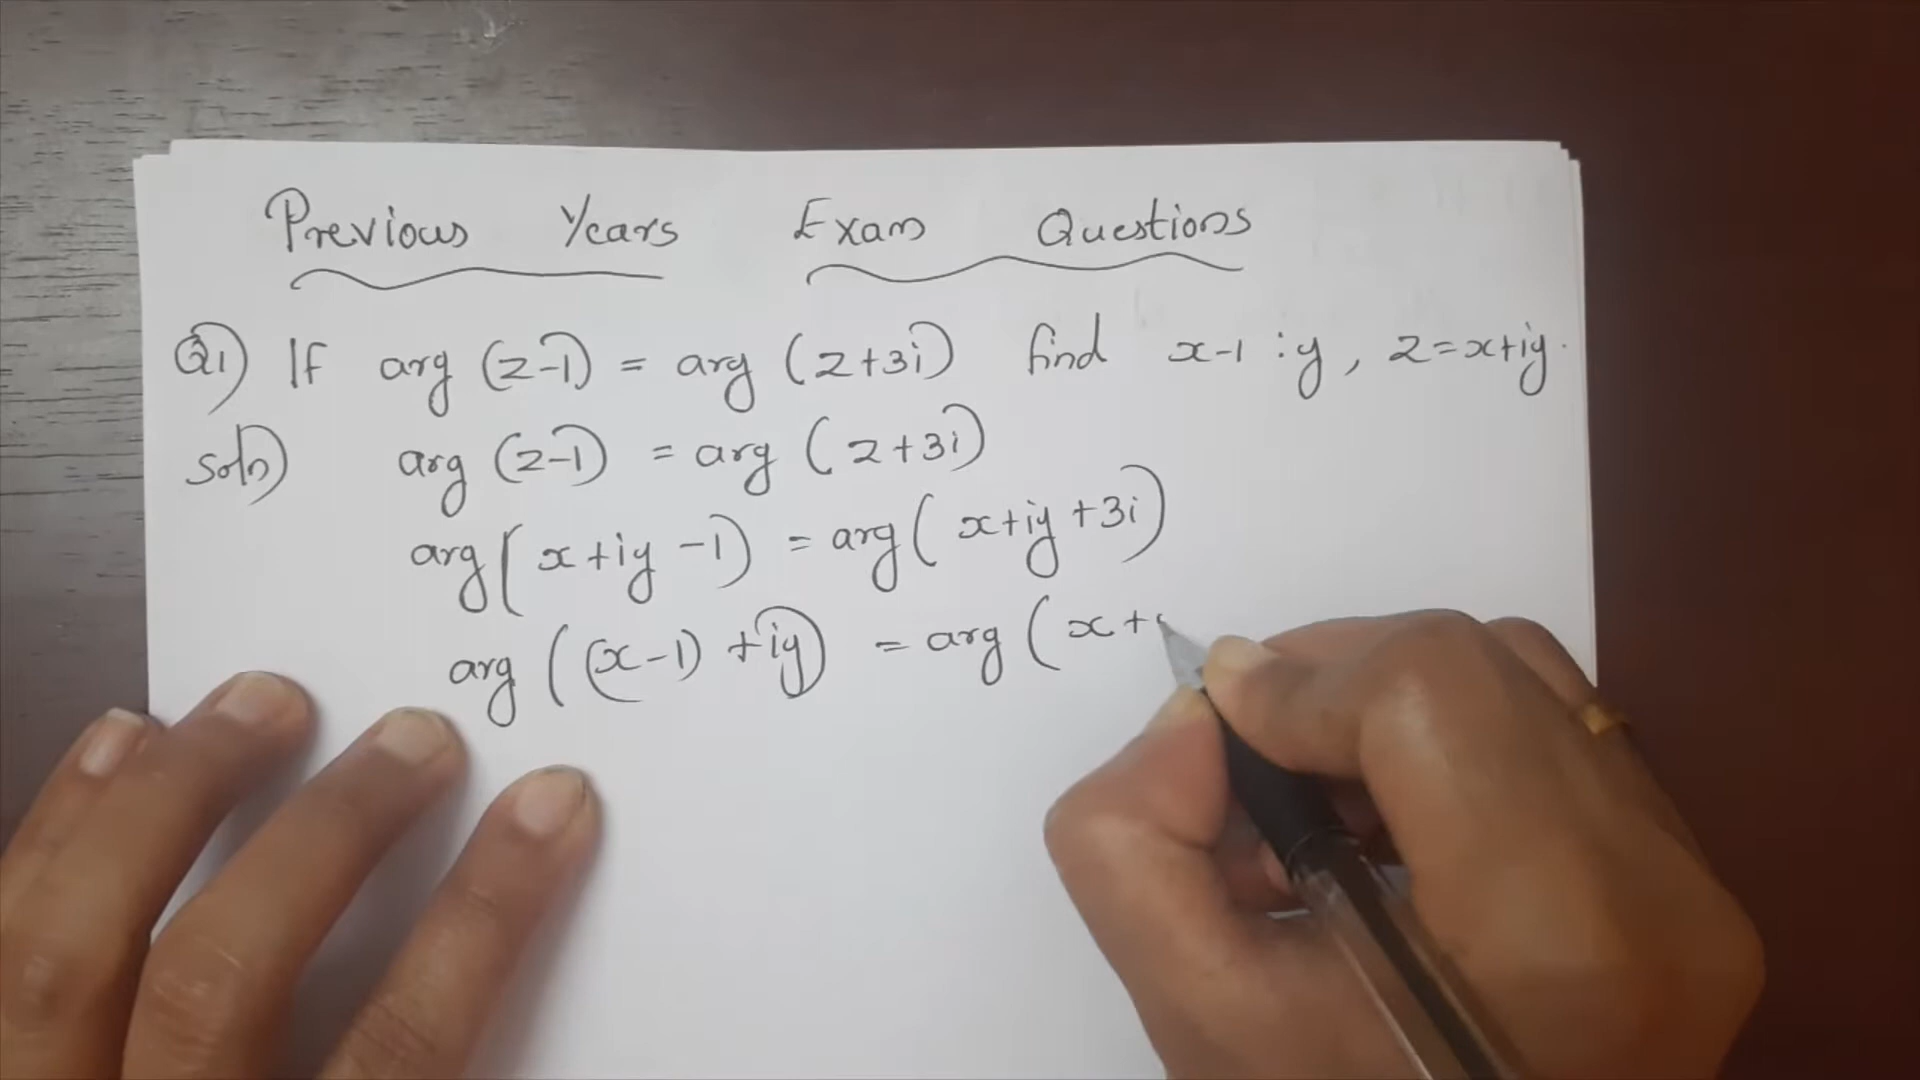 Previous Years Exam Questions
Q1) If arg (z-1) = arg (z+3i) find x-1 : y, z=x+iy.
Soln) arg (z-1) = arg (z+3i)
arg(x+iy-1) = arg(x+iy+3i)
arg ((x-1)+iy) = arg (x+